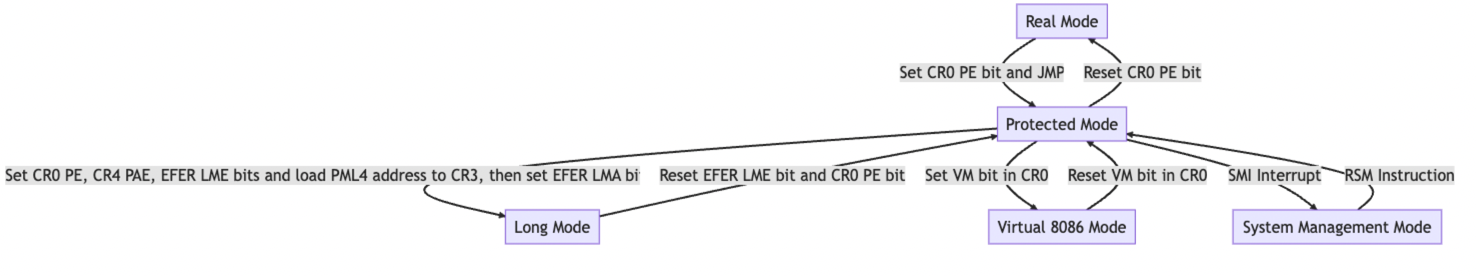 Real Mode
Set CR0 PE bit and JMP
Reset CR0 PE bit
Protected Mode
Set CR0 PE, CR4 PAE, EFER LME bits and load PML4 address to CR3, then set EFER LMA bit
Reset EFER LME bit and CR0 PE bit
Set VM bit in CR0
Reset VM bit in CR0
SMI Interrupt
RSM Instruction
Long Mode
Virtual 8086 Mode
System Management Mode